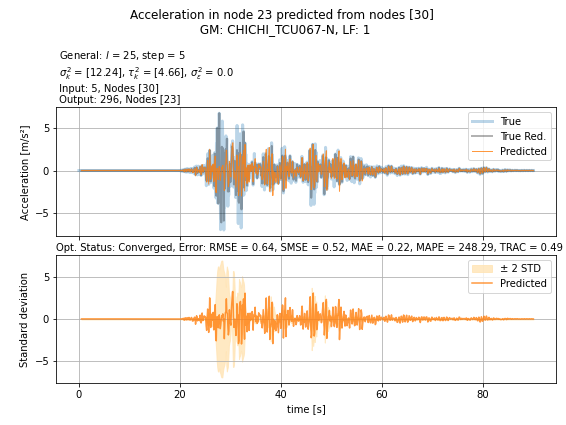 Acceleration in node 23 predicted from nodes [30]
GM: CHICHI_TCU067-N, LF: 1
General: l = 25, step = 5
σ²ₖ = [12.24], τ²ₖ = [4.66], σ²ε = 0.0
Input: 5, Nodes [30]
Output: 296, Nodes [23]
Acceleration [m/s²]
5
0
−5
True
True Red.
Predicted
Opt. Status: Converged, Error: RMSE = 0.64, SMSE = 0.52, MAE = 0.22, MAPE = 248.29, TRAC = 0.49
Standard deviation
5
0
−5
± 2 STD
Predicted
0 20 40 60 80
time [s]